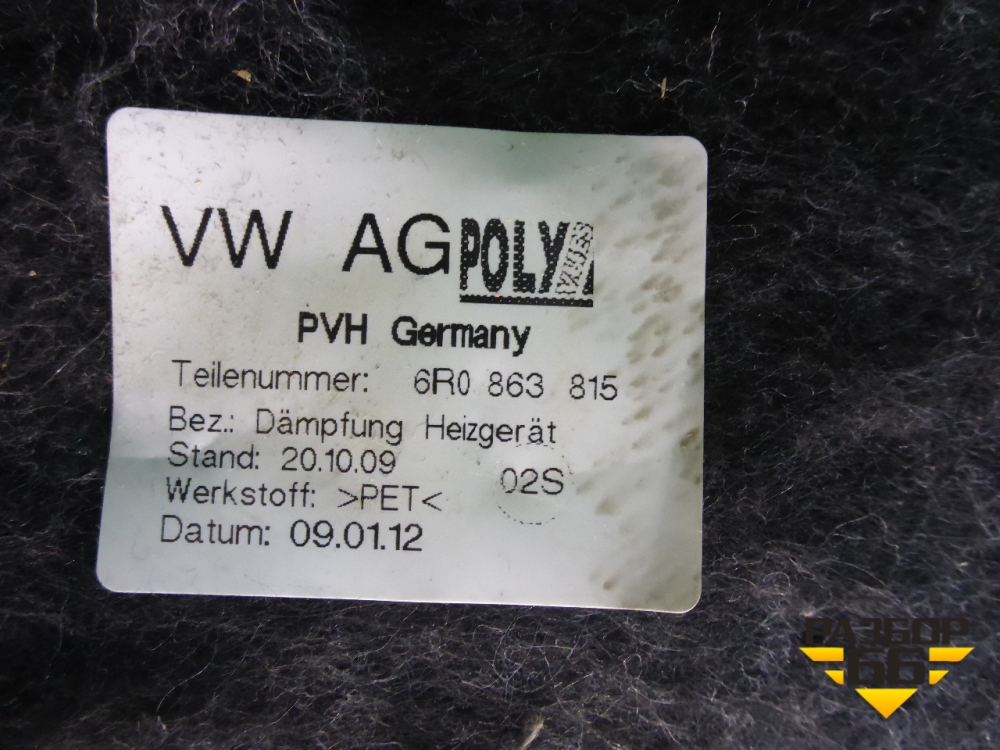 VW AG POLY
PVH Germany
Teilenummer: 6R0 863 815
Bez.: Dämpfung Heizgerät
Stand: 20.10.09
02S
Werkstoff: >PET<
Datum: 09.01.12
РАЗБОР
66